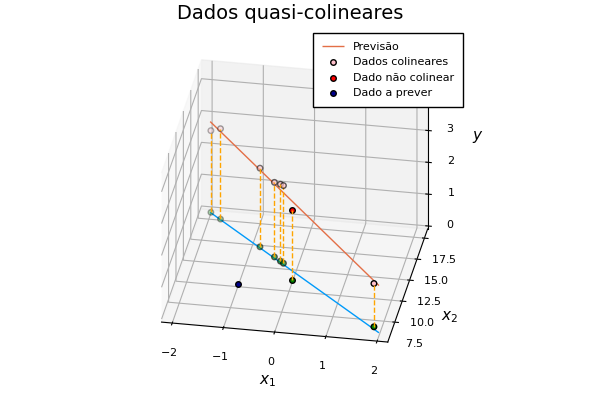 Dados quasi-colineares
Previsão
Dados colineares
Dado não colinear
Dado a prever
3
2
1
0
y
17.5
15.0
12.5
10.0
7.5
x₂
−2
−1
0
1
2
x₁